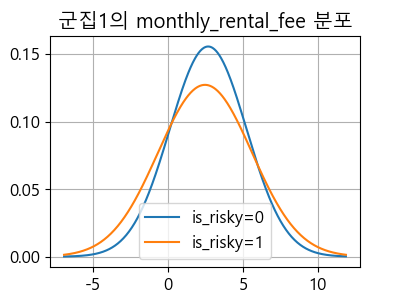 군집1의 monthly_rental_fee 분포
0.15
0.10
0.05
0.00
is_risky=0
is_risky=1
-5 0 5 10